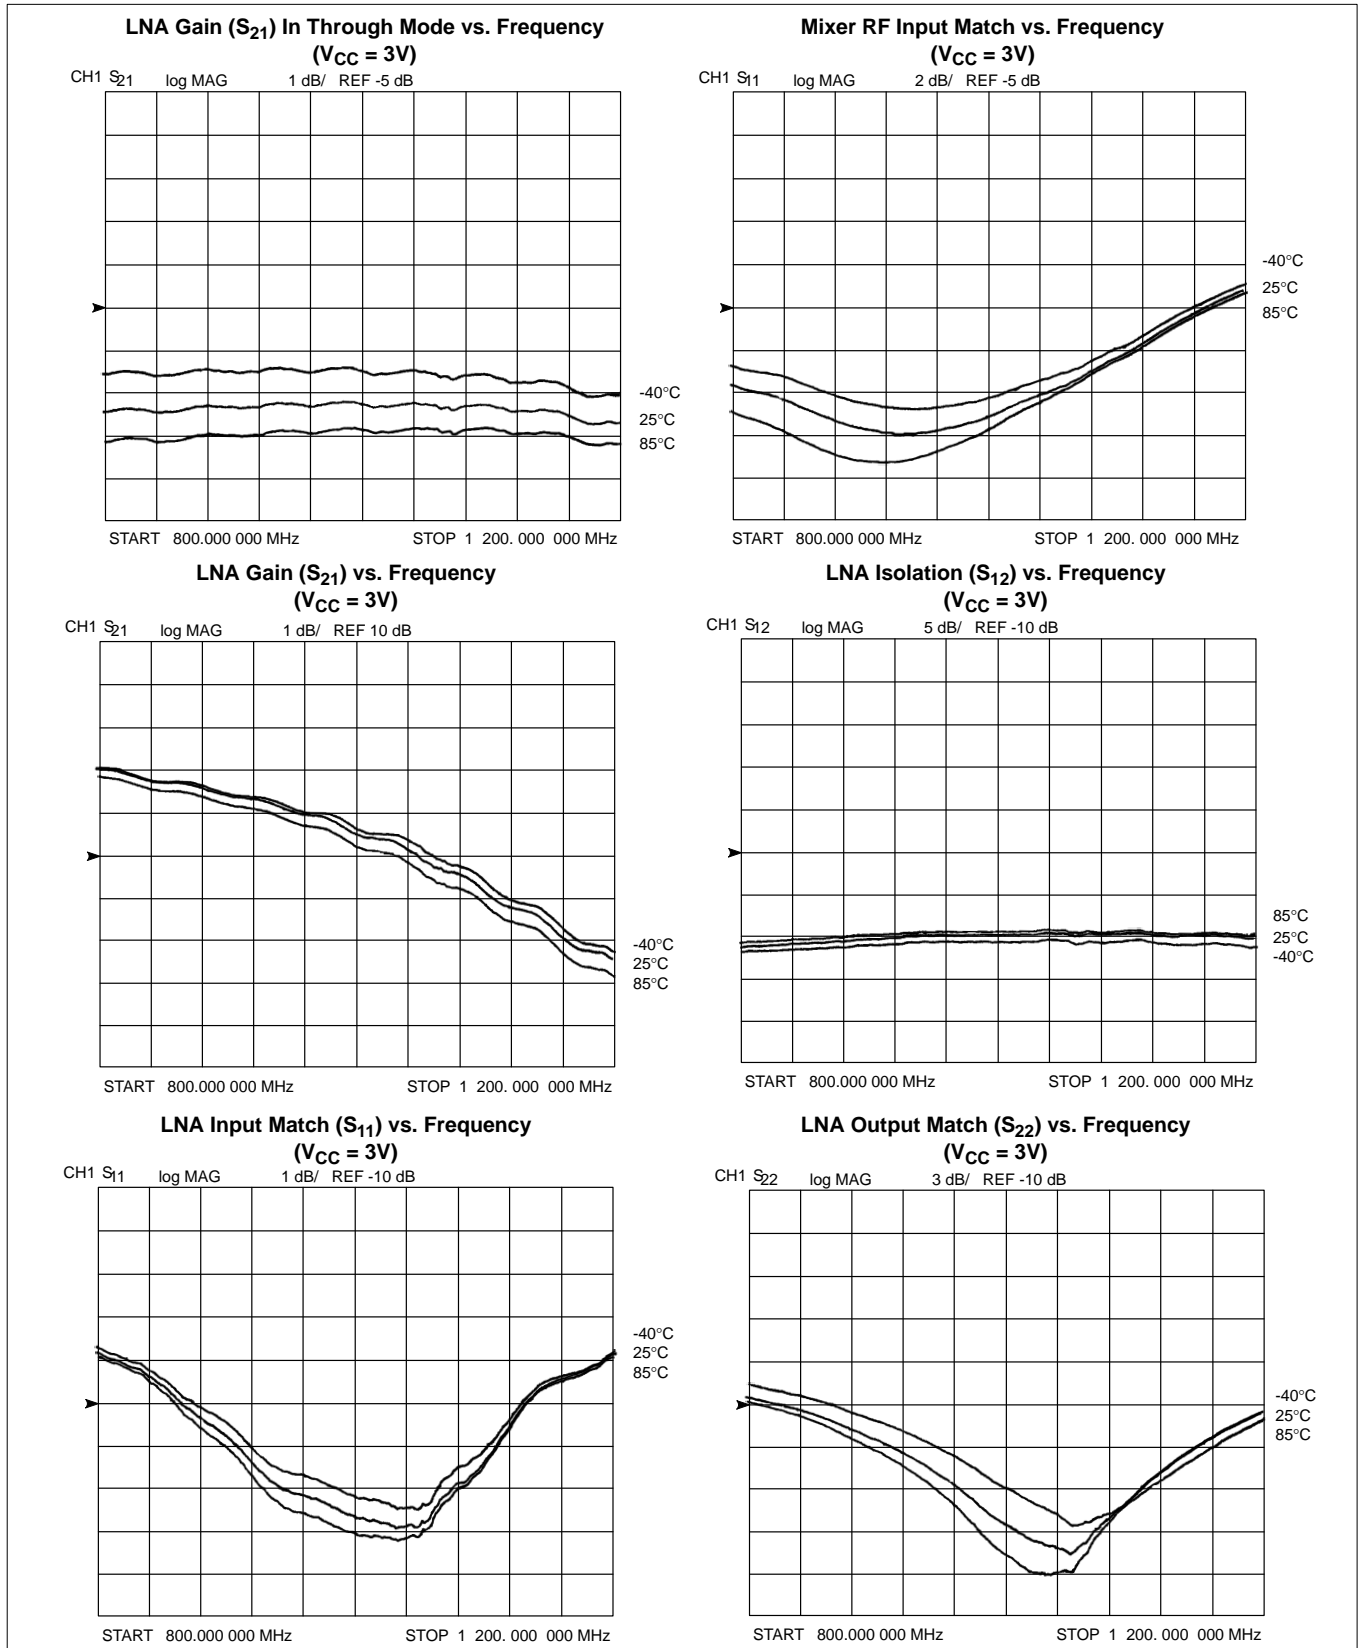 LNA Gain (S21) In Through Mode vs. Frequency
(VCC = 3V)
CH1 S21 log MAG 1 dB/ REF -5 dB
-40°C
25°C
85°C
START 800.000 000 MHz STOP 1 200. 000 000 MHz
Mixer RF Input Match vs. Frequency
(VCC = 3V)
CH1 S11 log MAG 2 dB/ REF -5 dB
-40°C
25°C
85°C
START 800.000 000 MHz STOP 1 200. 000 000 MHz
LNA Gain (S21) vs. Frequency
(VCC = 3V)
CH1 S21 log MAG 1 dB/ REF 10 dB
-40°C
25°C
85°C
START 800.000 000 MHz STOP 1 200. 000 000 MHz
LNA Isolation (S12) vs. Frequency
(VCC = 3V)
CH1 S12 log MAG 5 dB/ REF -10 dB
85°C
25°C
-40°C
START 800.000 000 MHz STOP 1 200. 000 000 MHz
LNA Input Match (S11) vs. Frequency
(VCC = 3V)
CH1 S11 log MAG 1 dB/ REF -10 dB
-40°C
25°C
85°C
START 800.000 000 MHz STOP 1 200. 000 000 MHz
LNA Output Match (S22) vs. Frequency
(VCC = 3V)
CH1 S22 log MAG 3 dB/ REF -10 dB
-40°C
25°C
85°C
START 800.000 000 MHz STOP 1 200. 000 000 MHz